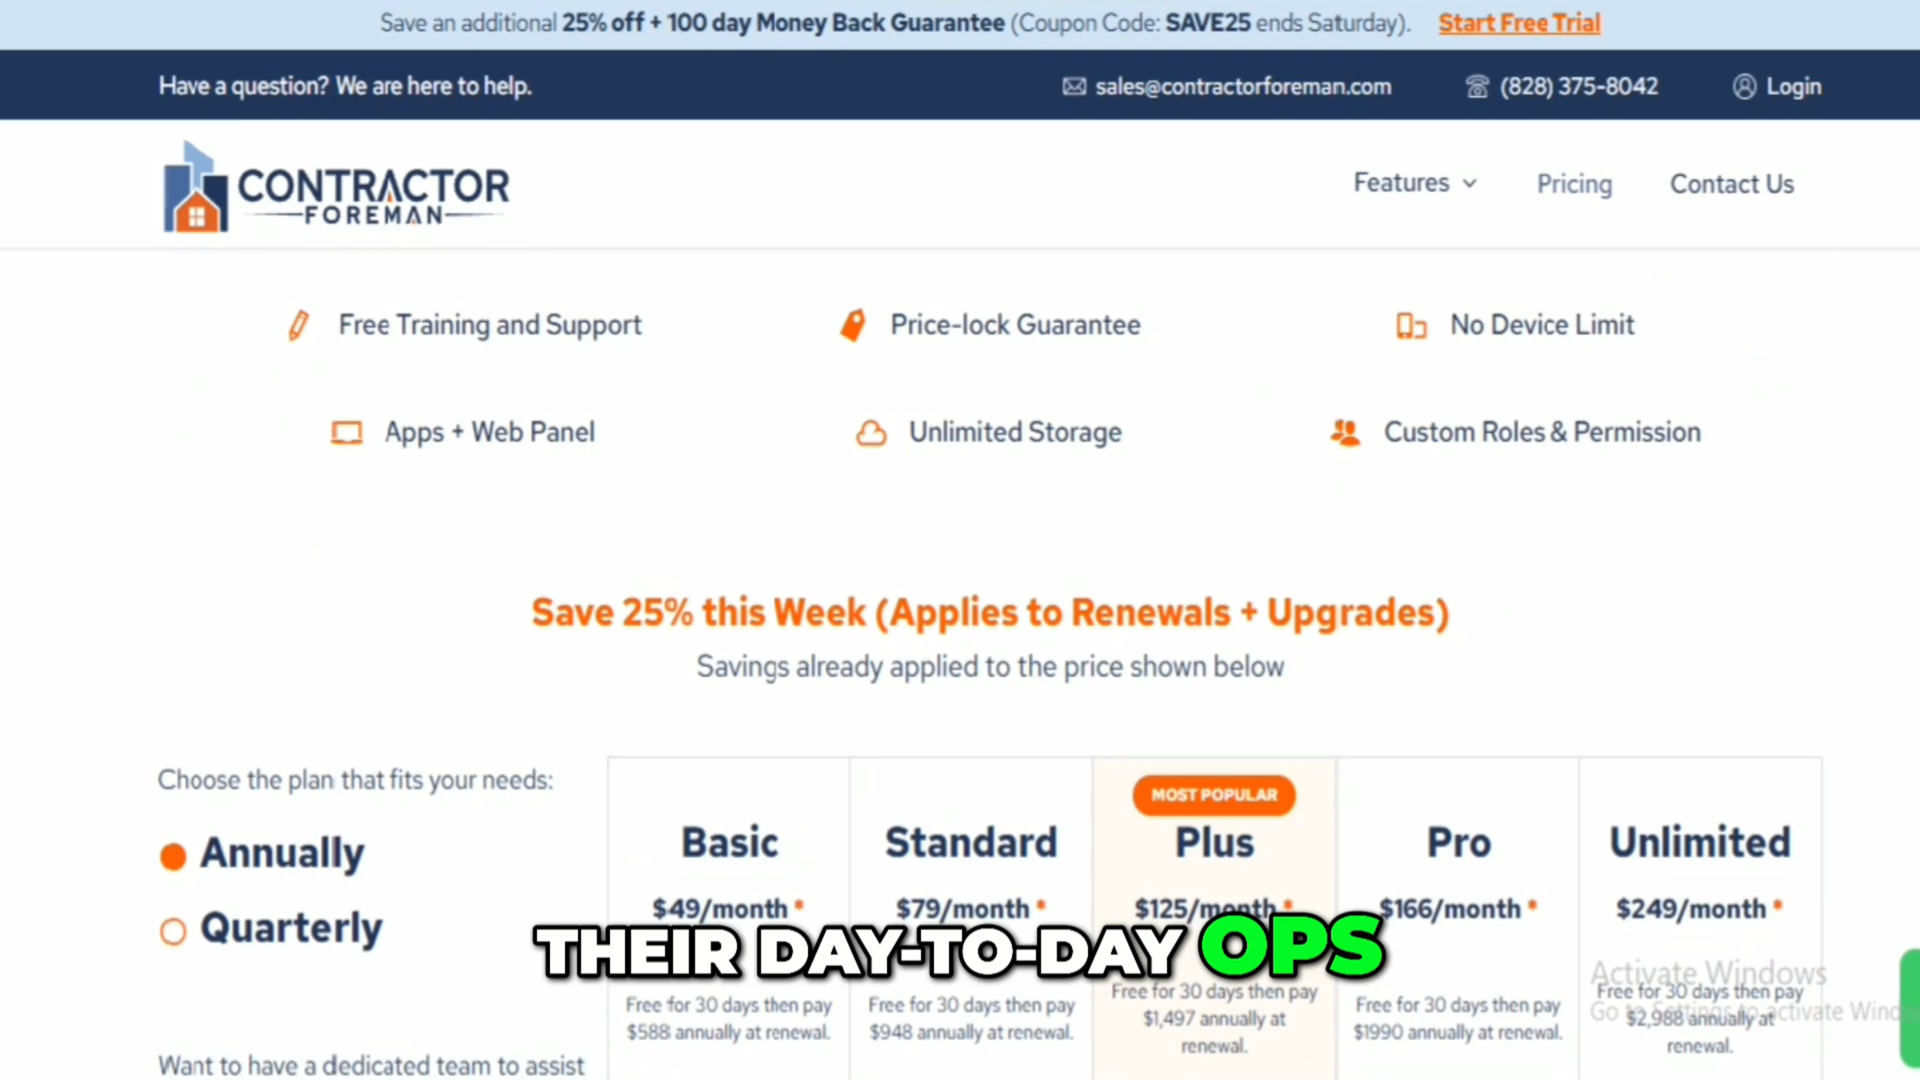 Save an additional 25% off + 100 day Money Back Guarantee (Coupon Code: SAVE25 ends Saturday). Start Free Trial
Have a question? We are here to help. sales@contractorforeman.com (828) 375-8042 Login
CONTRACTOR
FOREMAN
Features Pricing Contact Us
Free Training and Support Price-lock Guarantee No Device Limit
Apps + Web Panel Unlimited Storage Custom Roles & Permission
Save 25% this Week (Applies to Renewals + Upgrades)
Savings already applied to the price shown below
Choose the plan that fits your needs:
Annually
Quarterly
Want to have a dedicated team to assist
MOST POPULAR
Basic Standard Plus Pro Unlimited
$49/month * $79/month * $125/month * $166/month * $249/month *
THEIR DAY-TO-DAY OPS
Free for 30 days then pay
$588 annually at renewal.
Free for 30 days then pay
$948 annually at renewal.
Free for 30 days then pay
$1,497 annually at
renewal.
Free for 30 days then pay
$1990 annually at renewal.
Free for 30 days then pay
$2,988 annually at
renewal.
Activate Windows
Go to Settings to activate Wind